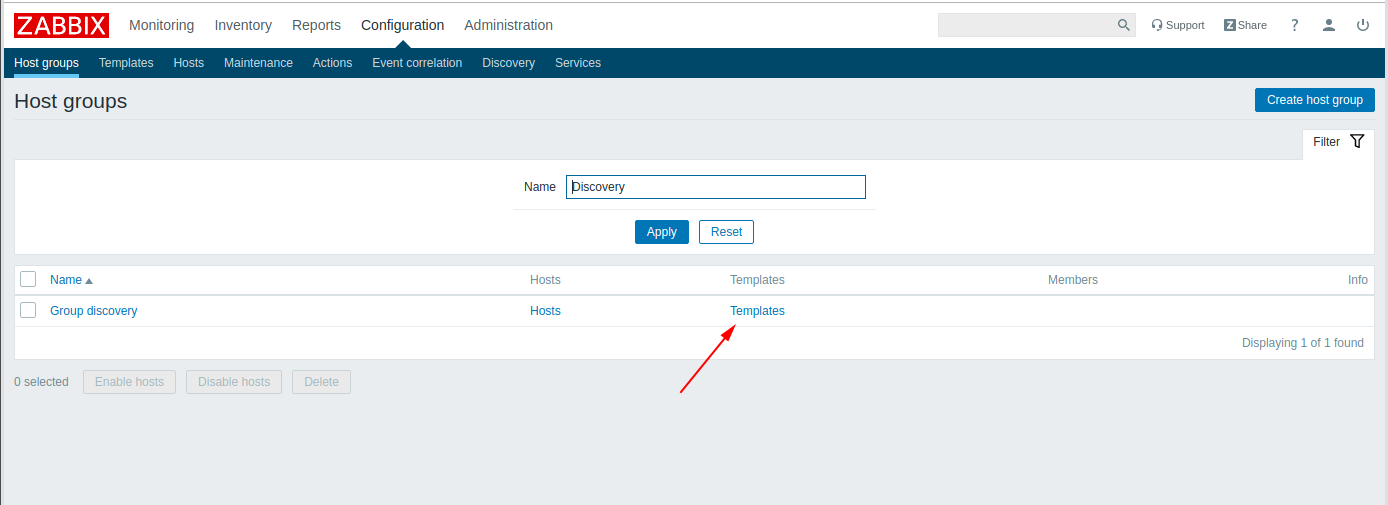 ZABBIX Monitoring Inventory Reports Configuration Administration Support Z Share ?
Host groups Templates Hosts Maintenance Actions Event correlation Discovery Services
Host groups Create host group
Filter
Name Discovery
Apply Reset
Name Hosts Templates Members Info
Group discovery Hosts Templates
Displaying 1 of 1 found
0 selected Enable hosts Disable hosts Delete